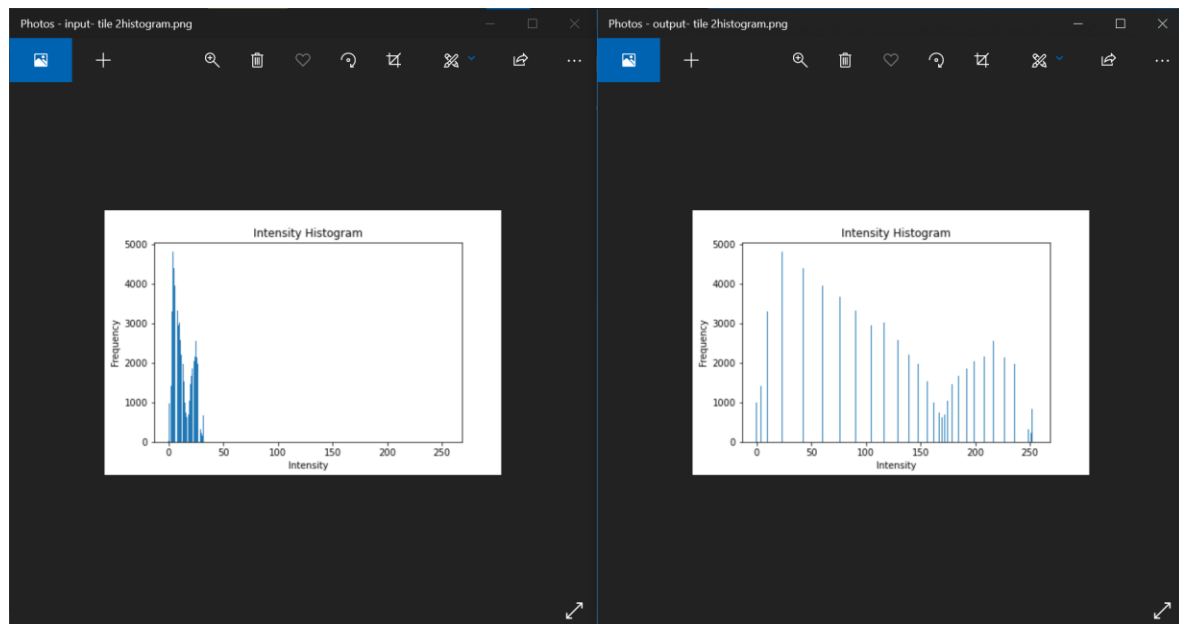 Photos - input- tile 2histogram.png
Intensity Histogram
5000
4000
3000
2000
1000
0
Frequency
0 50 100 150 200 250
Intensity
Photos - output- tile 2histogram.png
Intensity Histogram
5000
4000
3000
2000
1000
0
Frequency
0 50 100 150 200 250
Intensity